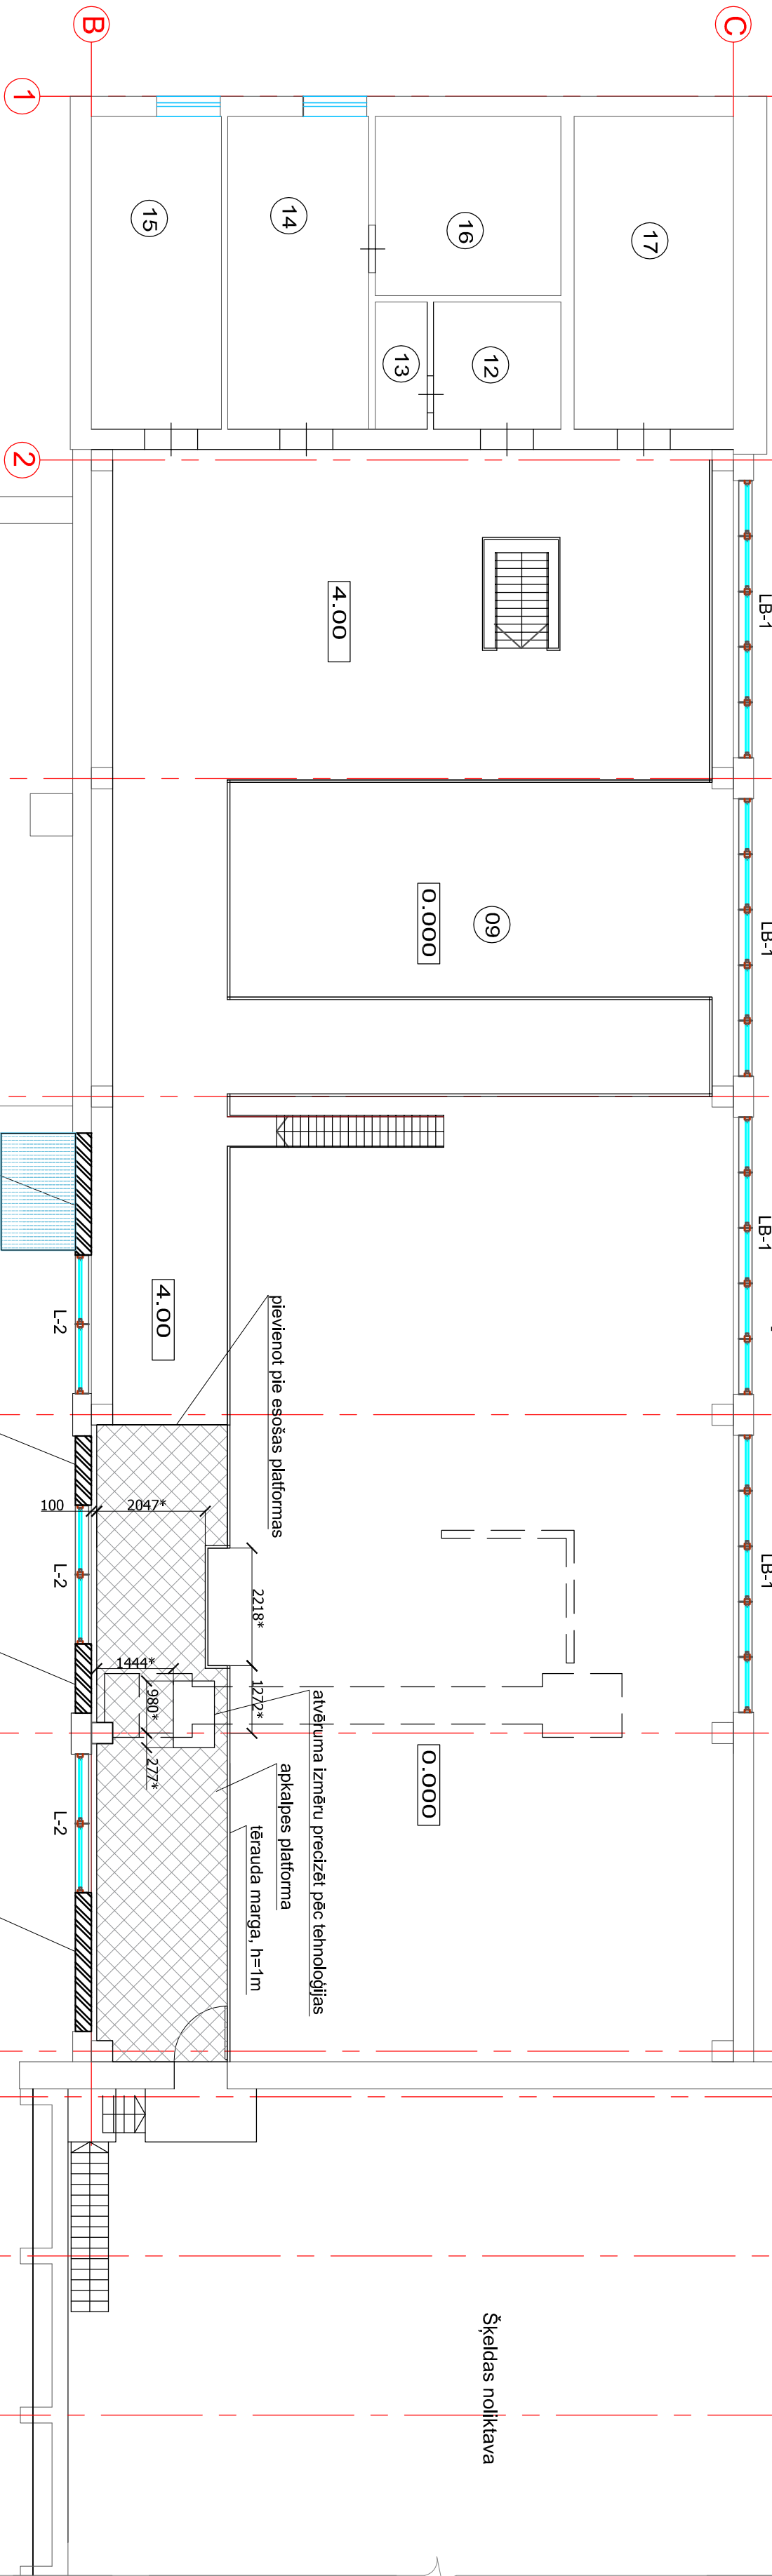 B
C
1
15
14
16
17
13
12
2
LB-1
4.00
LB-1
0.000
09
LB-1
4.00
L-2
pievienot pie esošas platformas
LB-1
100
2047*
L-2
2218*
1272*
1444*
980*
277*
atvēruma izmēru precizēt pēc tehnoloģijas
apkalpes platforma
tērauda marga, h=1m
0.000
L-2
Šķeldas noliktava